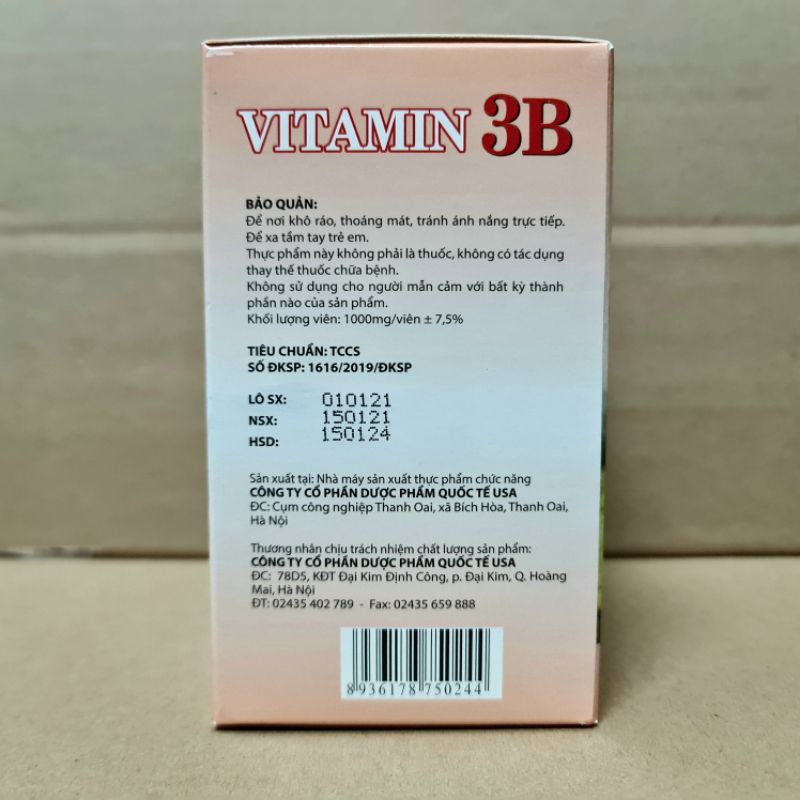 VITAMIN 3B
BẢO QUẢN:
Để nơi khô ráo, thoáng mát, tránh ánh nắng trực tiếp.
Để xa tầm tay trẻ em.
Thực phẩm này không phải là thuốc, không có tác dụng
thay thế thuốc chữa bệnh.
Không sử dụng cho người mẫn cảm với bất kỳ thành
phần nào của sản phẩm.
Khối lượng viên: 1000mg/viên ± 7,5%
TIÊU CHUẨN: TCCS
SỐ ĐKSP: 1616/2019/ĐKSP
LÔ SX: 010121
NSX: 150121
HSD: 150124
Sản xuất tại: Nhà máy sản xuất thực phẩm chức năng
CÔNG TY CỔ PHẦN DƯỢC PHẨM QUỐC TẾ USA
ĐC: Cụm công nghiệp Thanh Oai, xã Bích Hòa, Thanh Oai,
Hà Nội
Thương nhân chịu trách nhiệm chất lượng sản phẩm:
CÔNG TY CỔ PHẦN DƯỢC PHẨM QUỐC TẾ USA
ĐC: 78D5, KĐT Đại Kim Định Công, p. Đại Kim, Q. Hoàng
Mai, Hà Nội
ĐT: 02435 402 789 - Fax: 02435 659 888
8 936178 750244